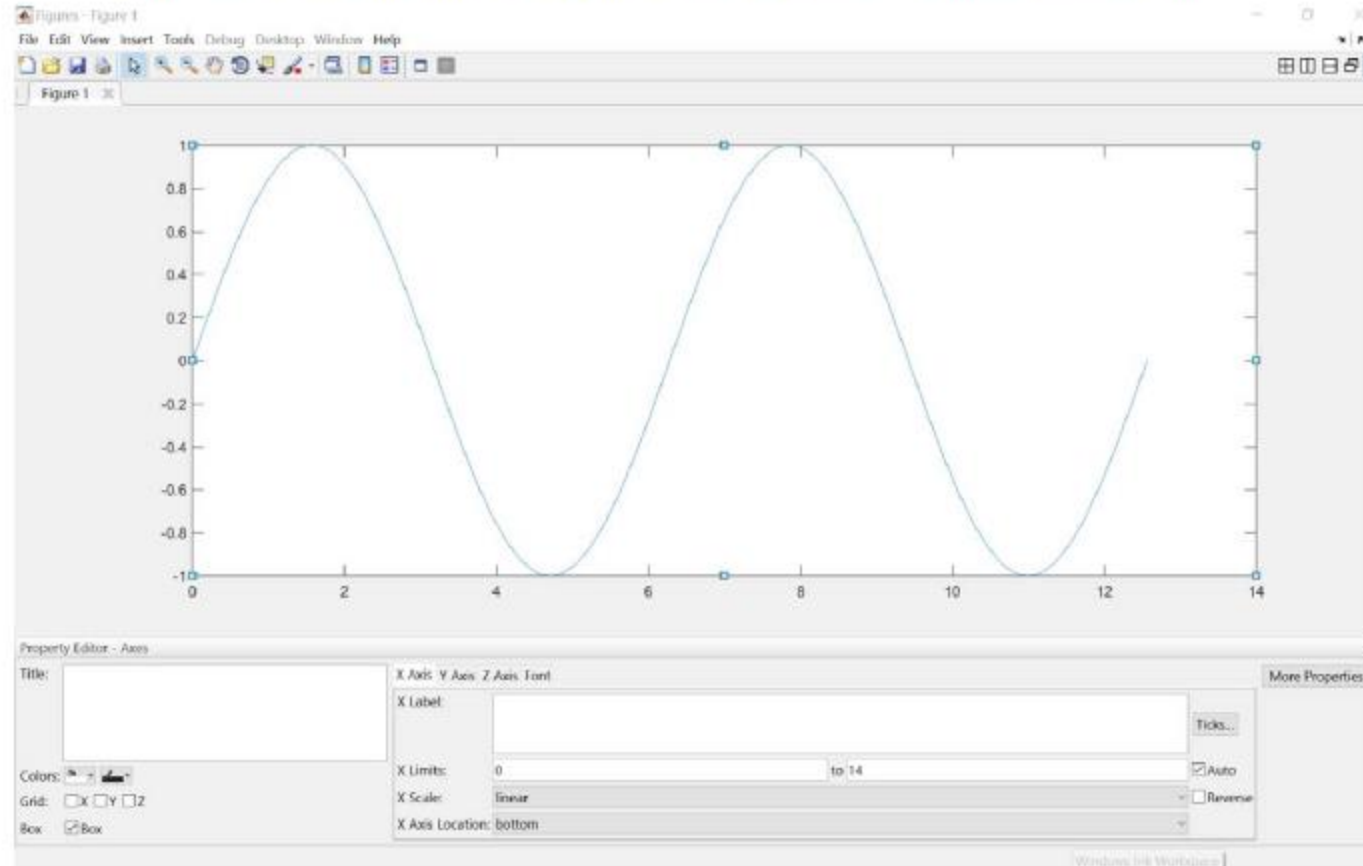 Figures - Figure 1
File Edit View Insert Tools Debug Desktop Window Help
Figure 1
1
0.8
0.6
0.4
0.2
0
-0.2
-0.4
-0.6
-0.8
-1
0 2 4 6 8 10 12 14
Property Editor - Axes
Title:
X Axis Y Axis Z Axis Font
More Properties
X Label:
Ticks...
Colors:
X Limits: 0 to 14 Auto
Grid: X Y Z
X Scale: linear Reverse
Box Box
X Axis Location: bottom
Windows Ink Workspace